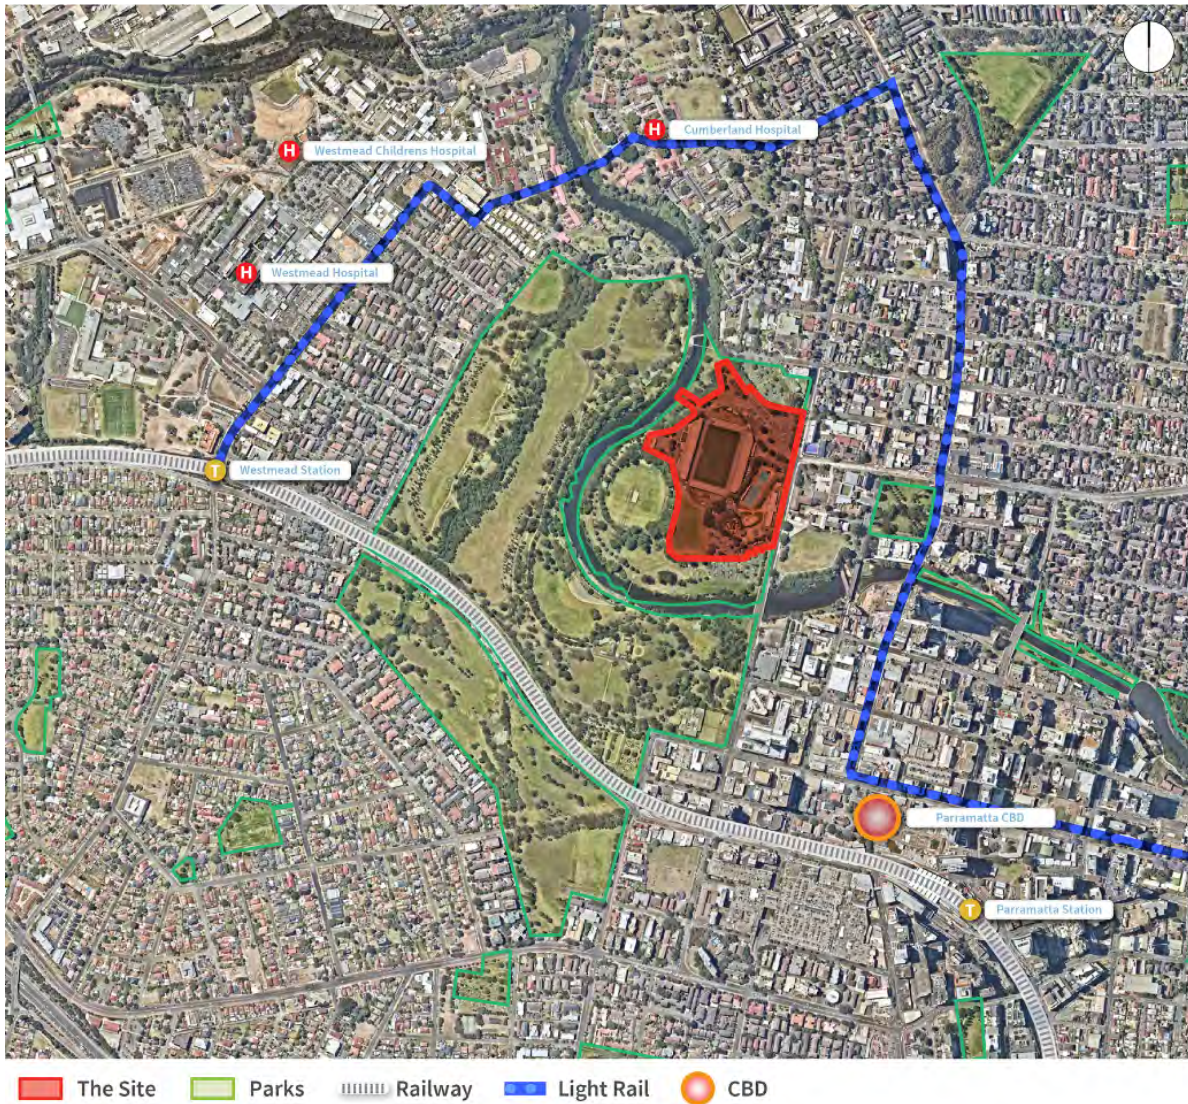 H Cumberland Hospital
H Westmead Childrens Hospital
H Westmead Hospital
T Westmead Station
Parramatta CBD
T Parramatta Station
The Site
Parks
Railway
Light Rail
CBD